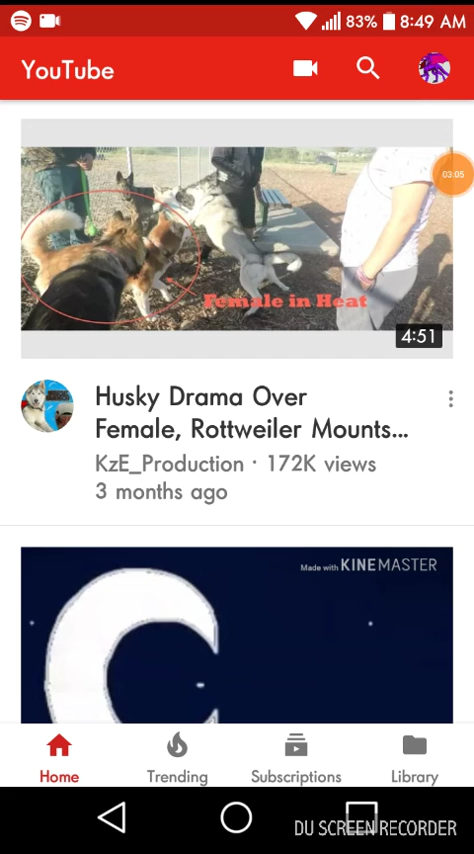 83% 8:49 AM
YouTube
03:05
Female in Heat
4:51
Husky Drama Over
Female, Rottweiler Mounts...
KzE_Production · 172K views
3 months ago
Made with KINEMASTER
Home Trending Subscriptions Library
DU SCREEN RECORDER